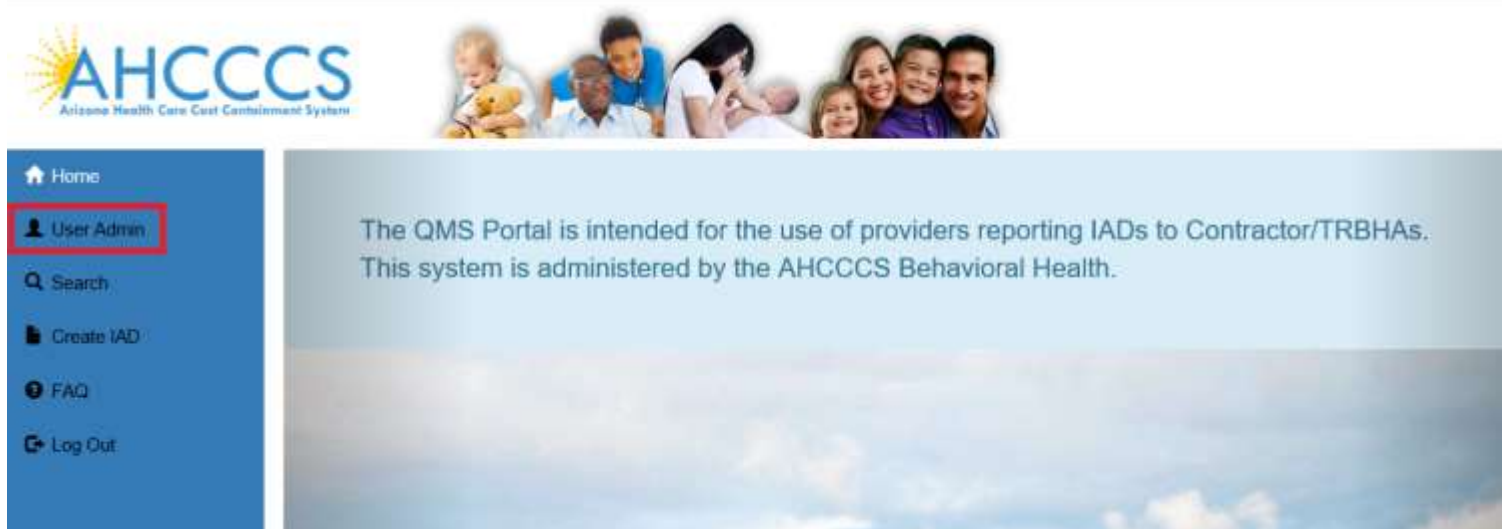 AHCCCS
Arizona Health Care Cost Containment System
Home
User Admin
Search
Create IAD
FAQ
Log Out
The QMS Portal is intended for the use of providers reporting IADs to Contractor/TRBHAs.
This system is administered by the AHCCCS Behavioral Health.